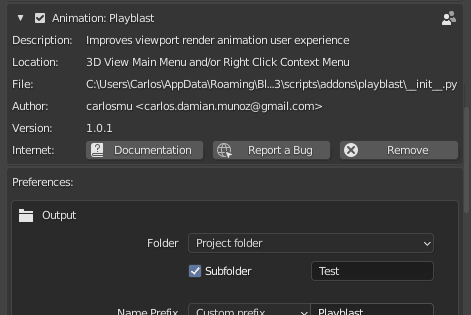 Animation: Playblast
Description: Improves viewport render animation user experience
Location: 3D View Main Menu and/or Right Click Context Menu
File: C:\Users\Carlos\AppData\Roaming\Bl...3\scripts\addons\playblast\__init__.py
Author: carlosmu <carlos.damian.munoz@gmail.com>
Version: 1.0.1
Internet: Documentation Report a Bug Remove
Preferences:
Output
Folder Project folder
Subfolder Test
Name Prefix Custom prefix Playblast